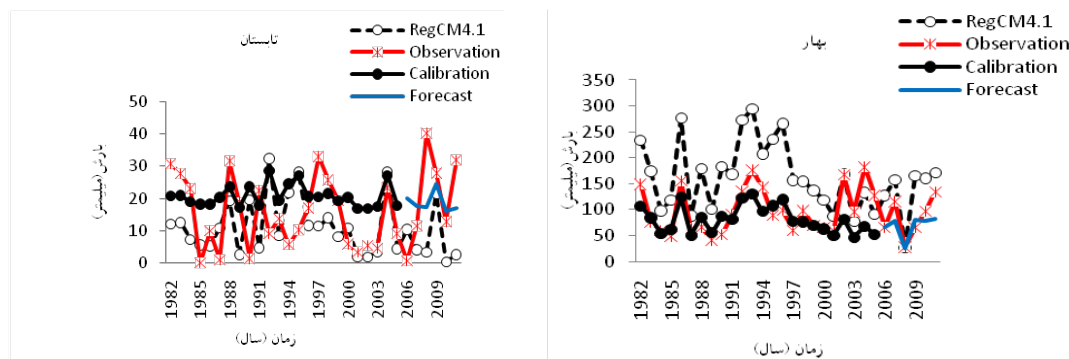 تابستان
RegCM4.1
Observation
Calibration
Forecast
50
40
30
20
10
0
بارش(میلیمتر)
1982
1985
1988
1991
1994
1997
2000
2003
2006
2009
زمان (سال)
بهار
RegCM4.1
Observation
Calibration
Forecast
350
300
250
200
150
100
50
0
بارش(میلیمتر)
1982
1985
1988
1991
1994
1997
2000
2003
2006
2009
زمان (سال)